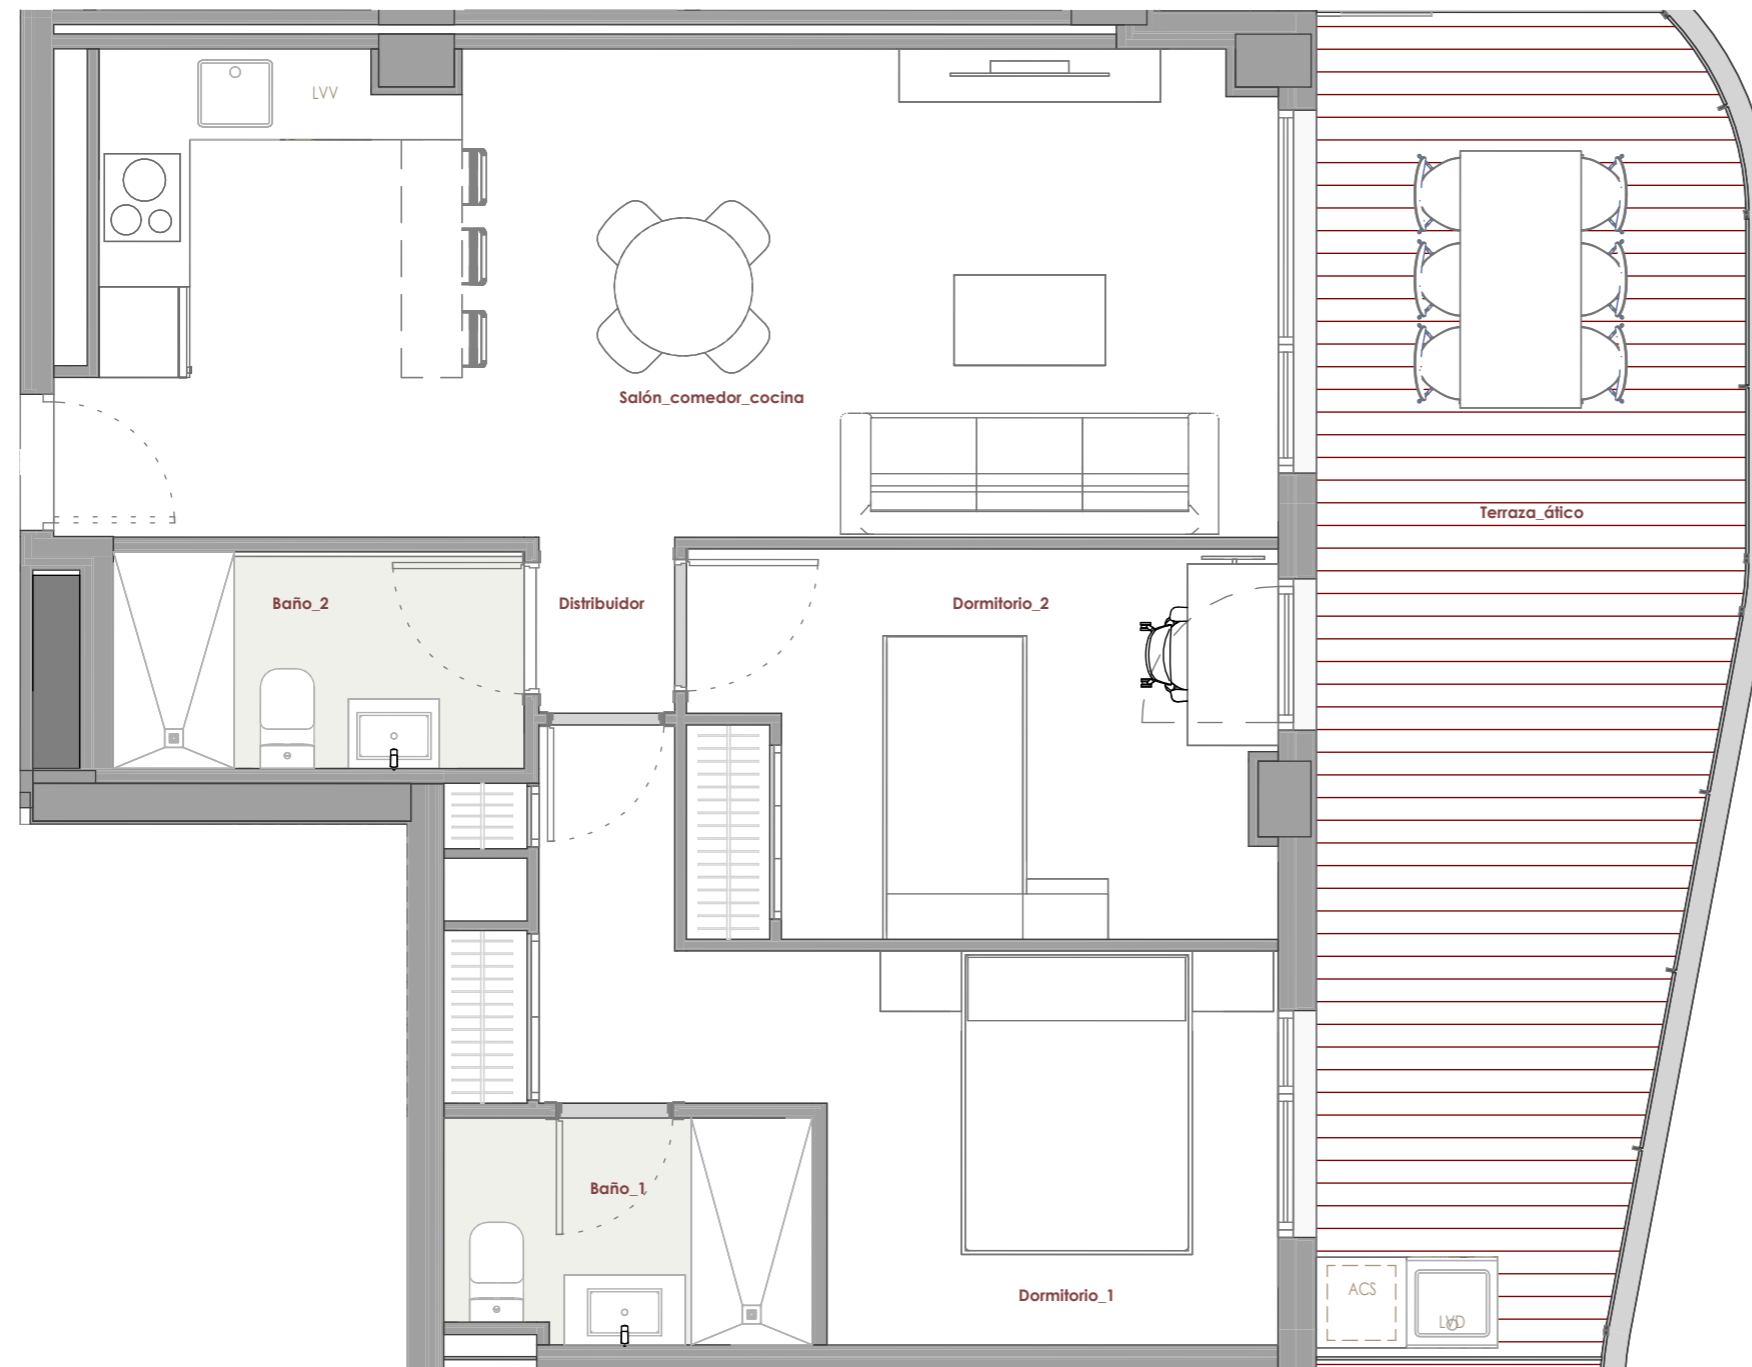 LVV
Salón_comedor_cocina
Terraza_ático
Baño_2
Distribuidor
Dormitorio_2
Baño_1
Dormitorio_1
ACS
LVD